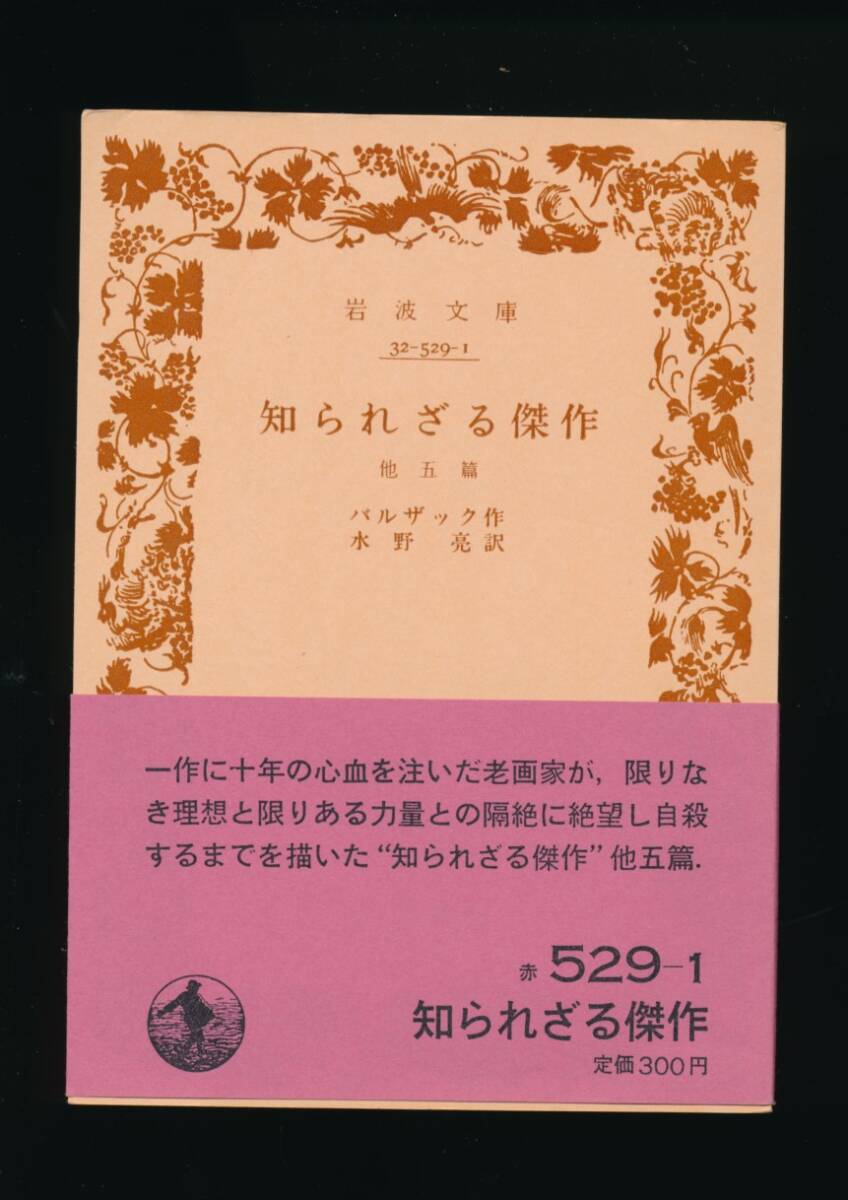 岩波文庫
32-529-1
知られざる傑作
他五篇
バルザック作
水野亮訳
一作に十年の心血を注いだ老画家が，限りな
き理想と限りある力量との隔絶に絶望し自殺
するまでを描いた“知られざる傑作”他五篇．
赤 529-1
知られざる傑作
定価300円